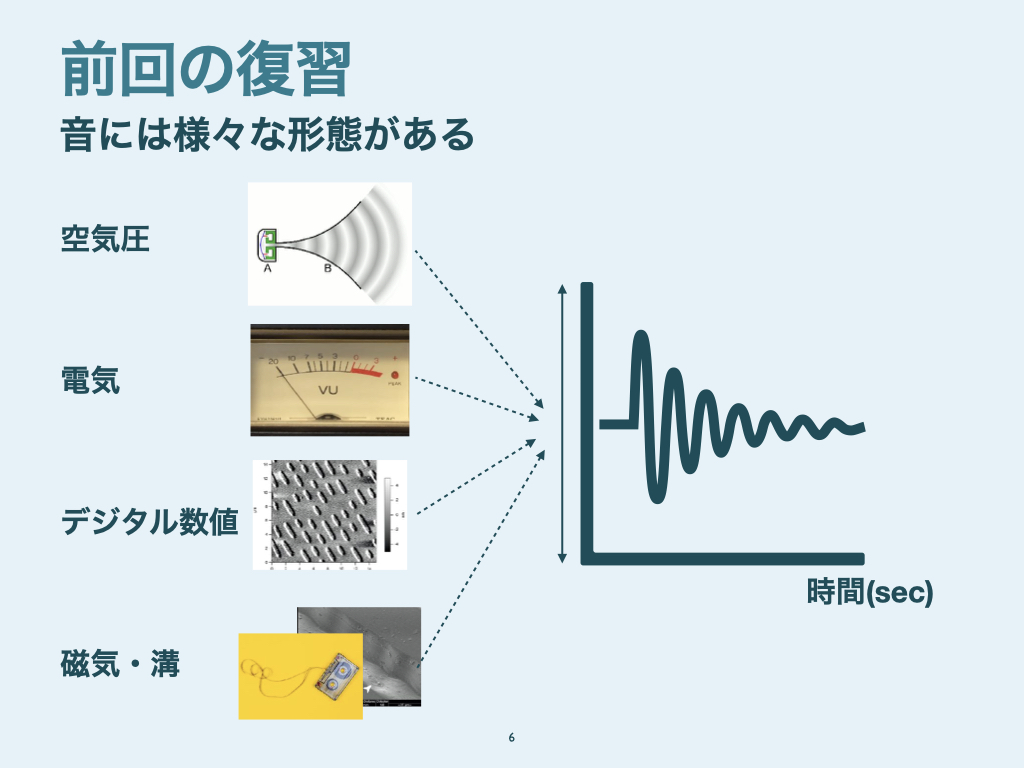 前回の復習
音には様々な形態がある
空気圧
A
B
20 10 7 5 3 0 3 +
VU
PEAK
電気
デジタル数値
磁気・溝
時間(sec)
6